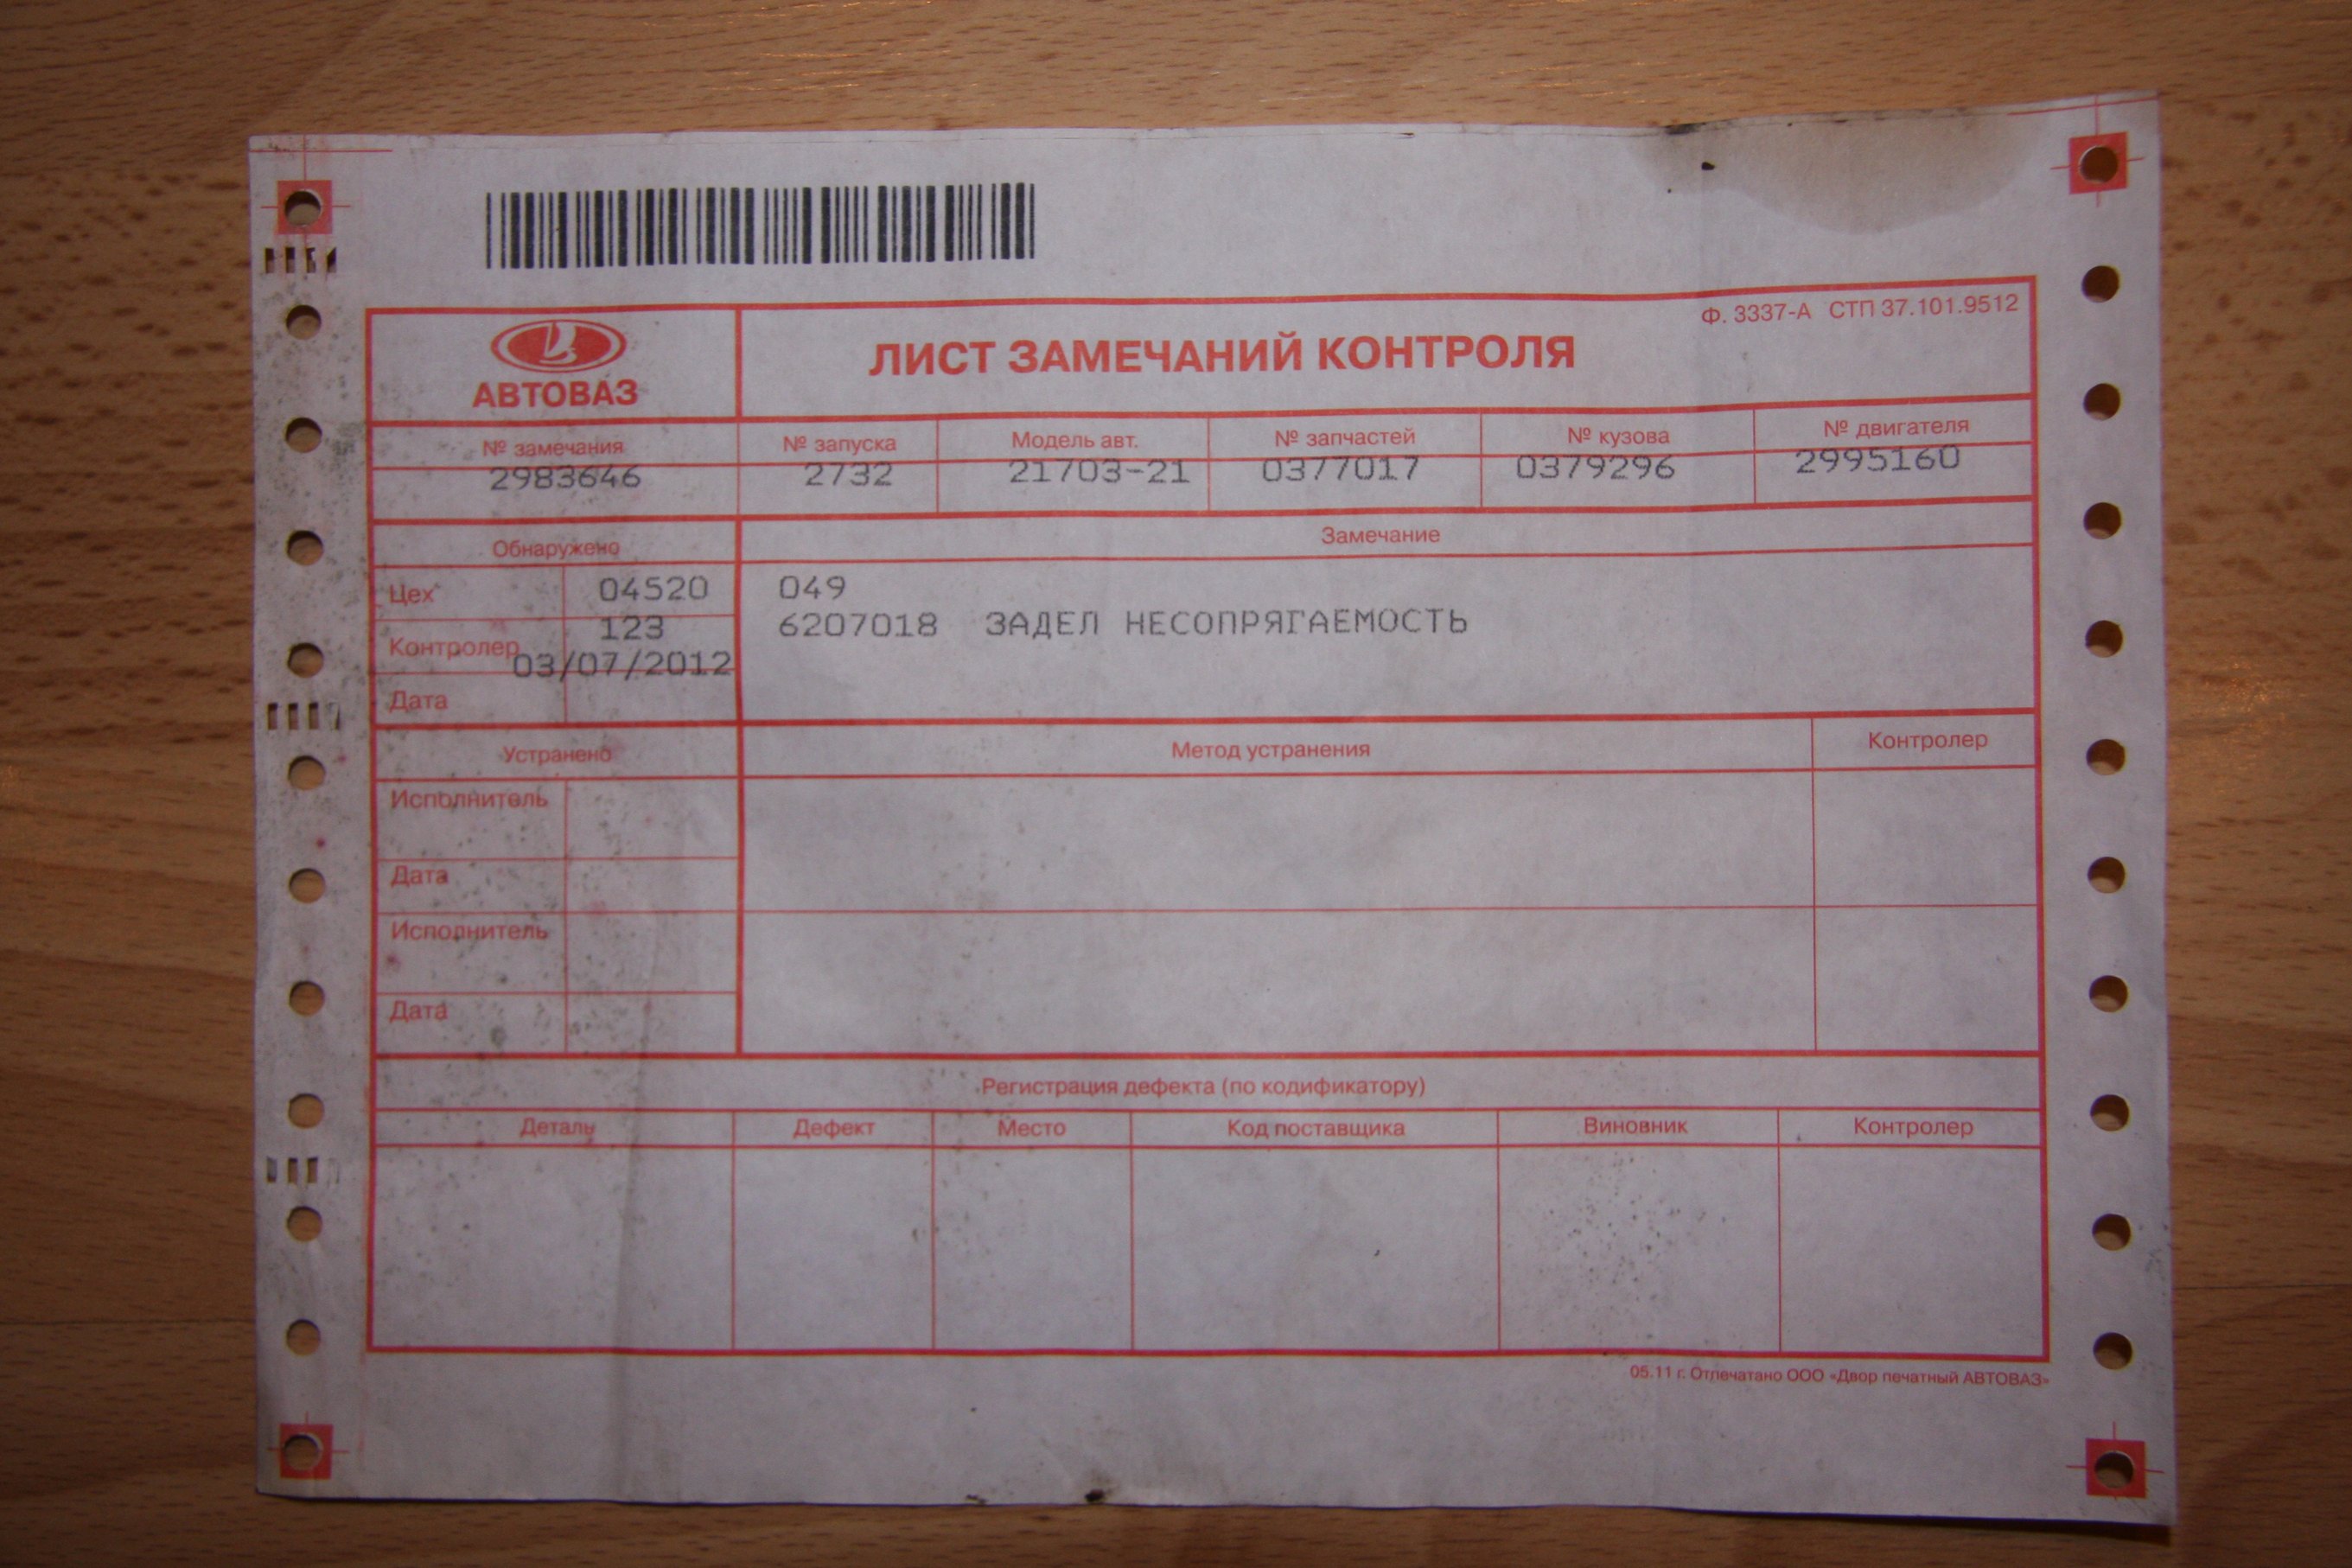 Ф. 3337-А СТП 37.101.9512
АВТОВАЗ
ЛИСТ ЗАМЕЧАНИЙ КОНТРОЛЯ
№ замечания № запуска Модель авт. № запчастей № кузова № двигателя
2983646 2732 21703-21 0377017 0379296 2995160
Обнаружено Замечание
Цех 04520 049
123 6207018 ЗАДЕЛ НЕСОПРЯГАЕМОСТЬ
Контролер
03/07/2012
Дата
Устранено Метод устранения Контролер
Исполнитель
Дата
Исполнитель
Дата
Регистрация дефекта (по кодификатору)
Деталь Дефект Место Код поставщика Виновник Контролер
05.11 г. Отпечатано ООО «Двор печатный АВТОВАЗ»